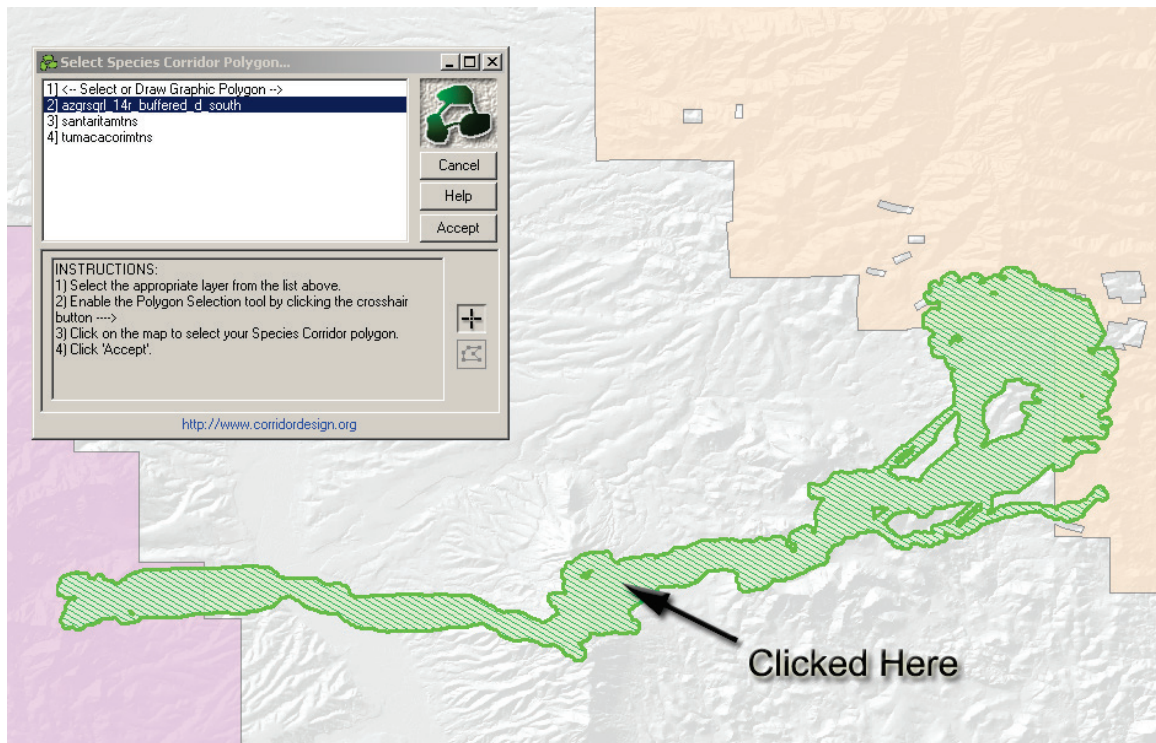 Select Species Corridor Polygon...
1] <-- Select or Draw Graphic Polygon -->
2] azgrsqrl_14r_buffered_d_south
3] santaritamtns
4] tumacacorimtns
Cancel
Help
Accept
INSTRUCTIONS:
1) Select the appropriate layer from the list above.
2) Enable the Polygon Selection tool by clicking the crosshair
button ---->
3) Click on the map to select your Species Corridor polygon.
4) Click 'Accept'.
http://www.corridordesign.org
Clicked Here